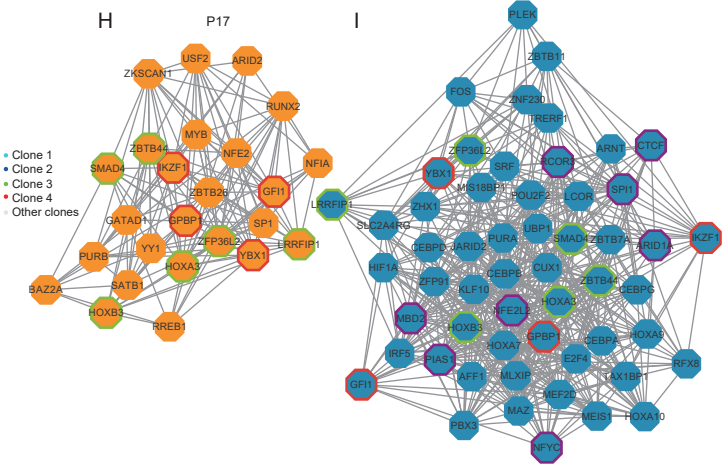 H P17
USF2
ARID2
ZKSCAN1
RUNX2
MYB
ZBTB44
NFE2
IKZF1
NFIA
SMAD4
GFI1
ZBTB26
GATAD1
GPBP1
SP1
ZFP36L2
LRRFIP1
YY1
PURB
YBX1
HOXA3
SATB1
BAZ2A
HOXB3
RREB1
Clone 1
Clone 2
Clone 3
Clone 4
Other clones
I
PLEK
ZBTB11
FOS
ZNF230
TRERF1
ZFP36L2
ARNT
CTCF
RCOR3
SRF
YBX1
MIS18BP1
SPI1
POU2F2
LCOR
LRRFIP1
ZHX1
SLC2A4RG
UBP1
IKZF1
PURA
SMAD4
ZBTB7A
CEBPD
JARID2
ARID1A
HIF1A
CUX1
CEBPB
ZFP91
ZBTB44
KLF10
CEBPG
HOXA3
NFE2L2
MBD2
HOXB3
GPBP1
HOXA9
CEBPA
HOXA7
IRF5
PIAS1
E2F4
RFX8
AFF1
MLXIP
TAX1BP1
GFI1
MEF2D
MAZ
MEIS1
HOXA10
PBX3
NFYC